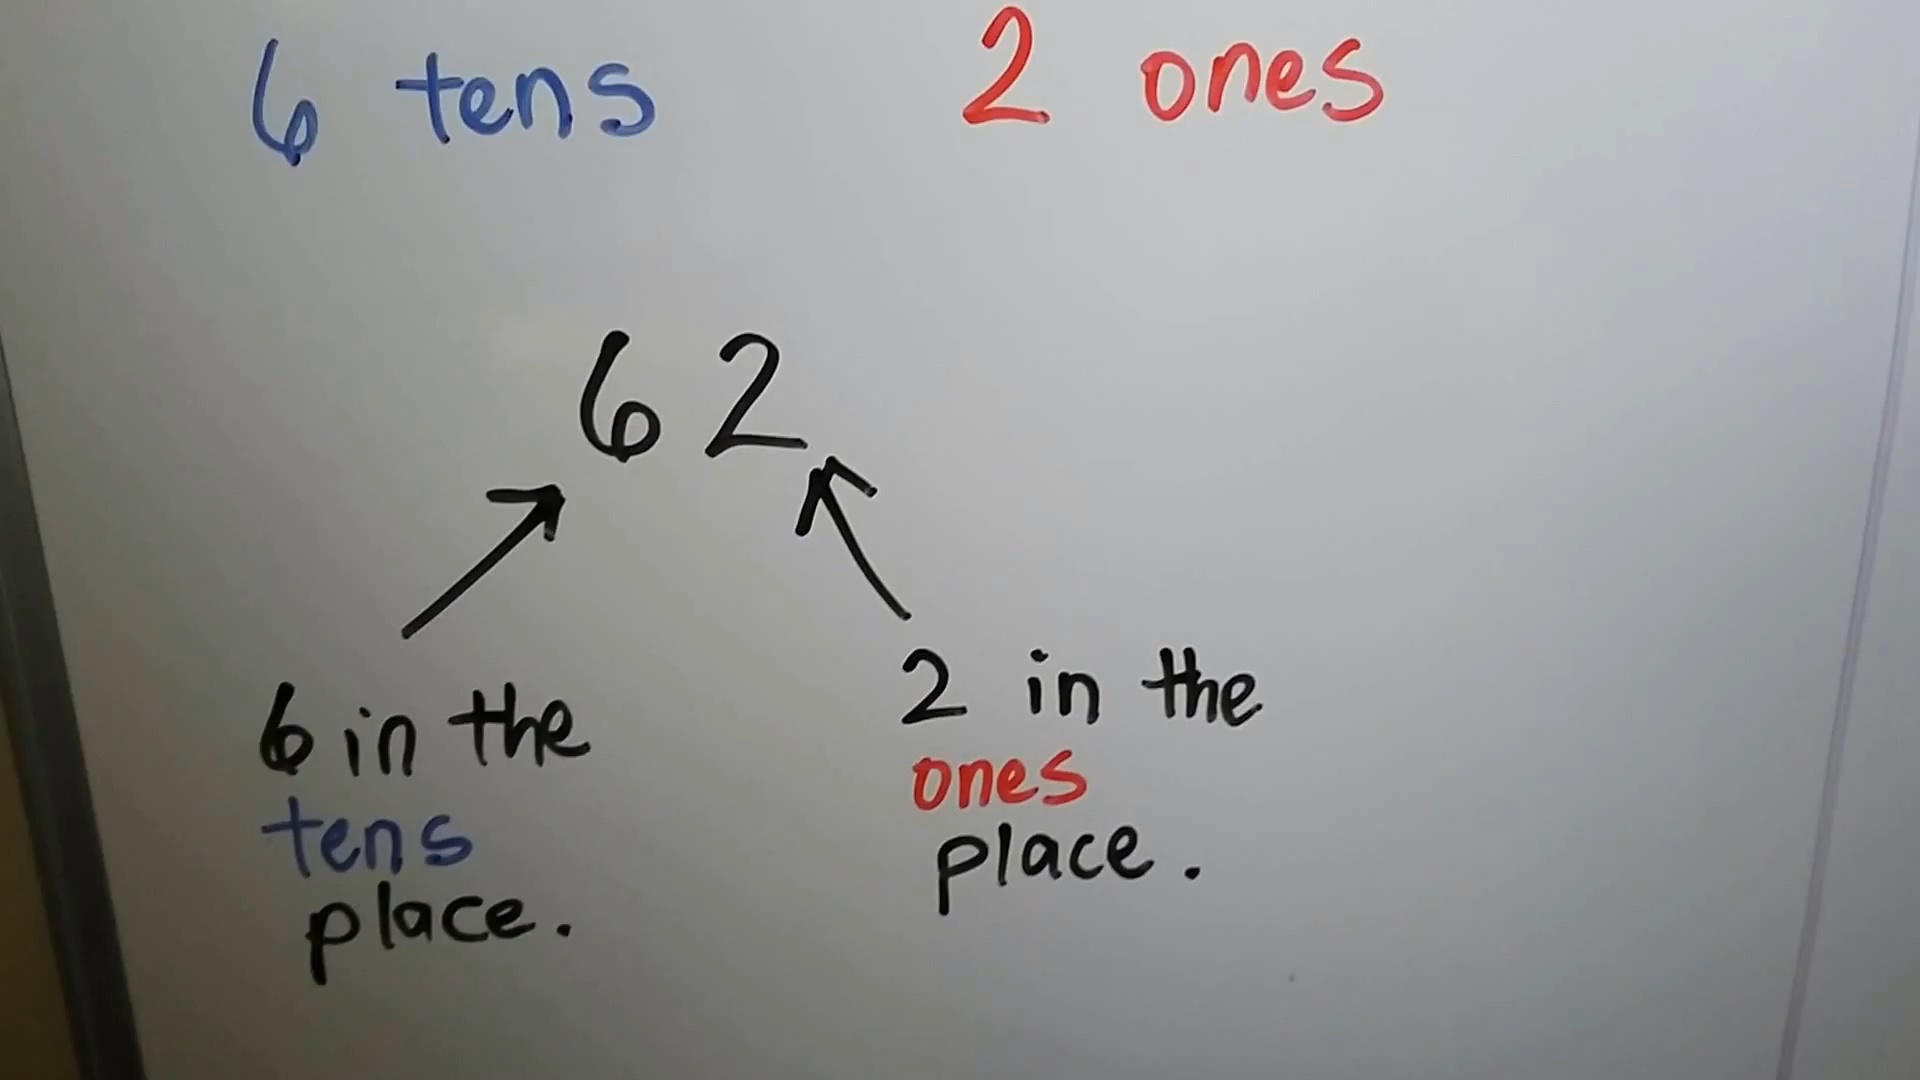 6 tens 2 ones
62
6 in the
tens
place.
2 in the
ones
place.